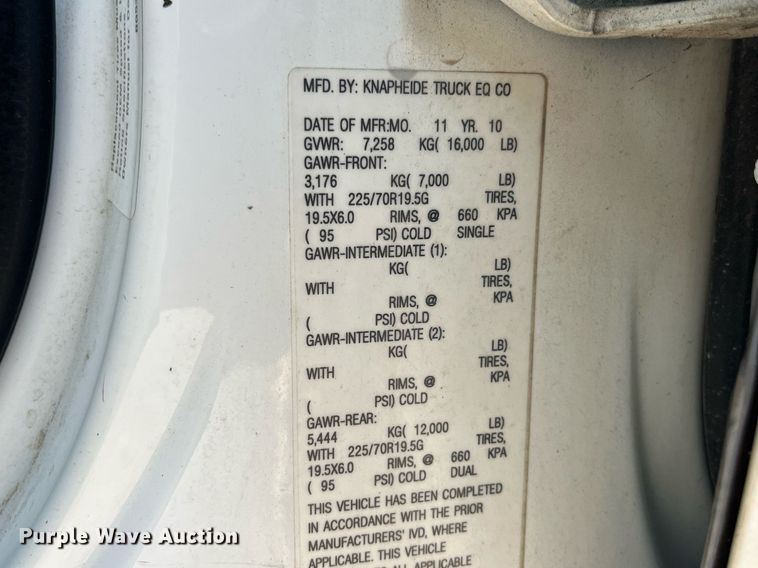 MFD. BY: KNAPHEIDE TRUCK EQ CO
DATE OF MFR:MO. 11 YR. 10
GVWR: 7,258 KG( 16,000 LB)
GAWR-FRONT:
3,176 KG( 7,000 LB)
WITH 225/70R19.5G TIRES,
19.5X6.0 RIMS, @ 660 KPA
( 95 PSI) COLD SINGLE
GAWR-INTERMEDIATE (1):
KG( LB)
WITH TIRES,
RIMS, @ KPA
( PSI) COLD
GAWR-INTERMEDIATE (2):
KG( LB)
WITH TIRES,
RIMS, @ KPA
( PSI) COLD
GAWR-REAR:
5,444 KG( 12,000 LB)
WITH 225/70R19.5G TIRES,
19.5X6.0 RIMS, @ 660 KPA
( 95 PSI) COLD DUAL
THIS VEHICLE HAS BEEN COMPLETED
IN ACCORDANCE WITH THE PRIOR
MANUFACTURERS' IVD, WHERE
APPLICABLE. THIS VEHICLE
TO ALL APPLICABLE
Purple Wave Auction